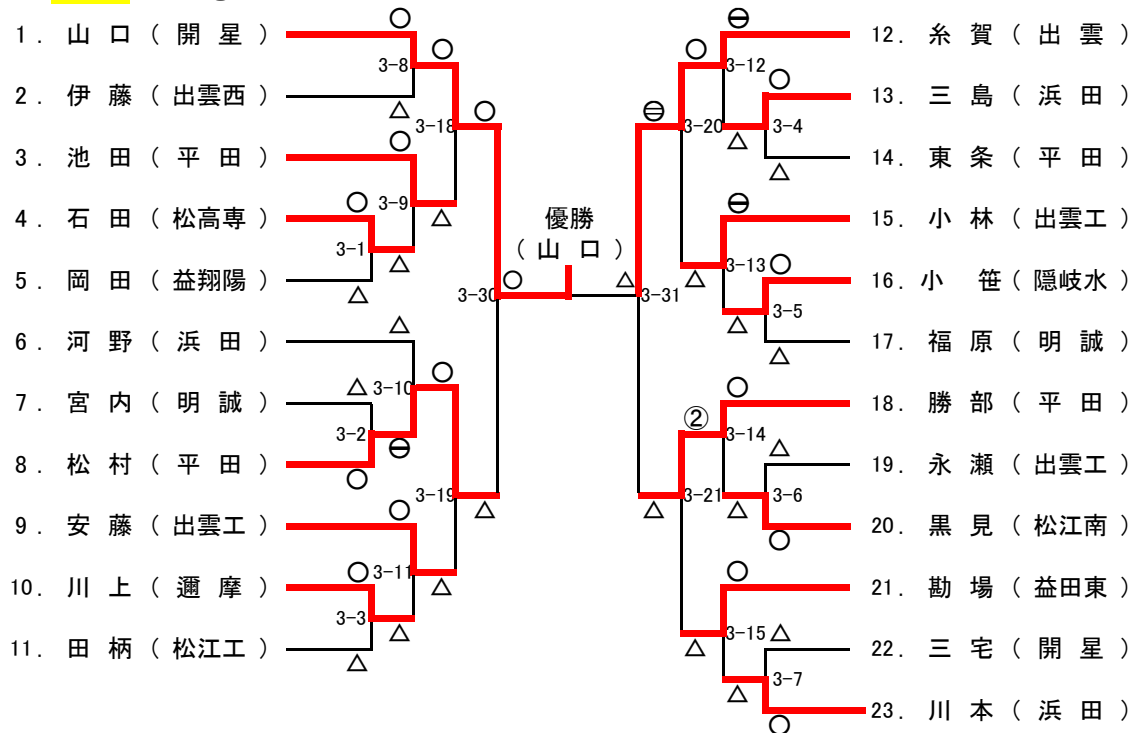 1. 山口（開星）
2. 伊藤（出雲西）
3. 池田（平田）
4. 石田（松高専）
5. 岡田（益翔陽）
6. 河野（浜田）
7. 宮内（明誠）
8. 松村（平田）
9. 安藤（出雲工）
10. 川上（邇摩）
11. 田柄（松江工）
3-8
3-18
3-9
3-1
3-30
3-10
3-2
3-19
3-11
3-3
優勝
（山口）
3-12
3-20
3-4
3-13
3-31
3-5
②
3-14
3-21
3-6
3-15
3-7
12. 糸賀（出雲）
13. 三島（浜田）
14. 東条（平田）
15. 小林（出雲工）
16. 小笹（隠岐水）
17. 福原（明誠）
18. 勝部（平田）
19. 永瀬（出雲工）
20. 黒見（松江南）
21. 勘場（益田東）
22. 三宅（開星）
23. 川本（浜田）